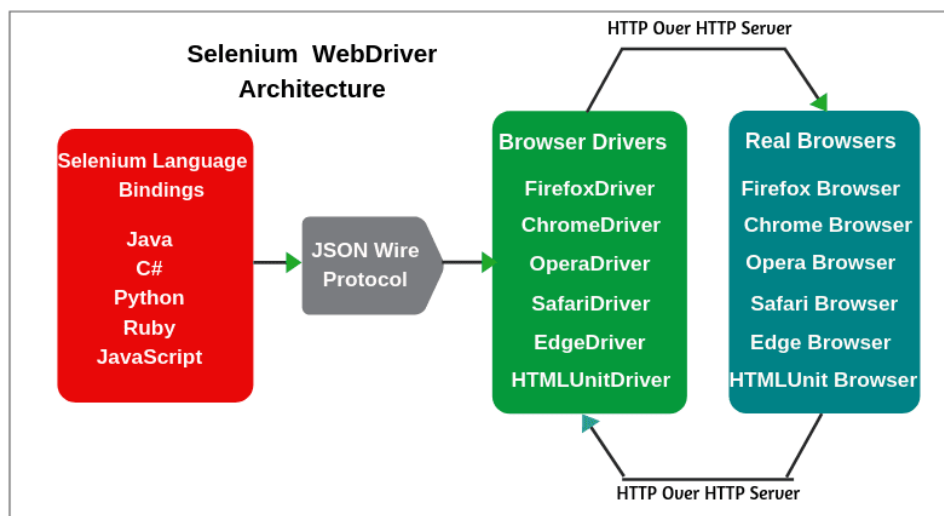 Selenium WebDriver
Architecture
HTTP Over HTTP Server
Selenium Language
Bindings
Java
C#
Python
Ruby
JavaScript
JSON Wire
Protocol
Browser Drivers
FirefoxDriver
ChromeDriver
OperaDriver
SafariDriver
EdgeDriver
HTMLUnitDriver
Real Browsers
Firefox Browser
Chrome Browser
Opera Browser
Safari Browser
Edge Browser
HTMLUnit Browser
HTTP Over HTTP Server